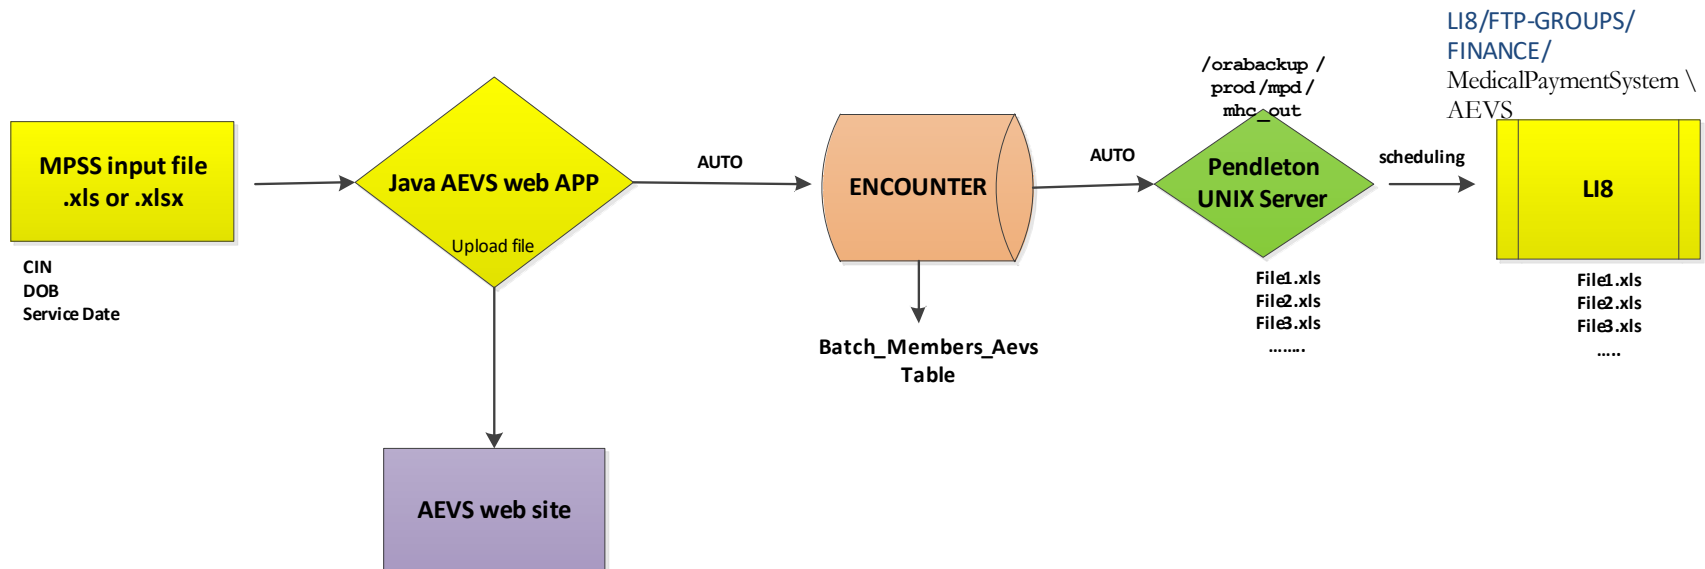 MPSS input file
.xls or .xlsx
CIN
DOB
Service Date
Java AEVS web APP
Upload file
AEVS web site
AUTO
ENCOUNTER
Batch_Members_Aevs
Table
AUTO
/orabackup /
prod /mpd /
mhc_out
Pendleton
UNIX Server
File1.xls
File2.xls
File3.xls
........
scheduling
LI8/FTP-GROUPS/
FINANCE/
MedicalPaymentSystem \
AEVS
LI8
File1.xls
File2.xls
File3.xls
.....